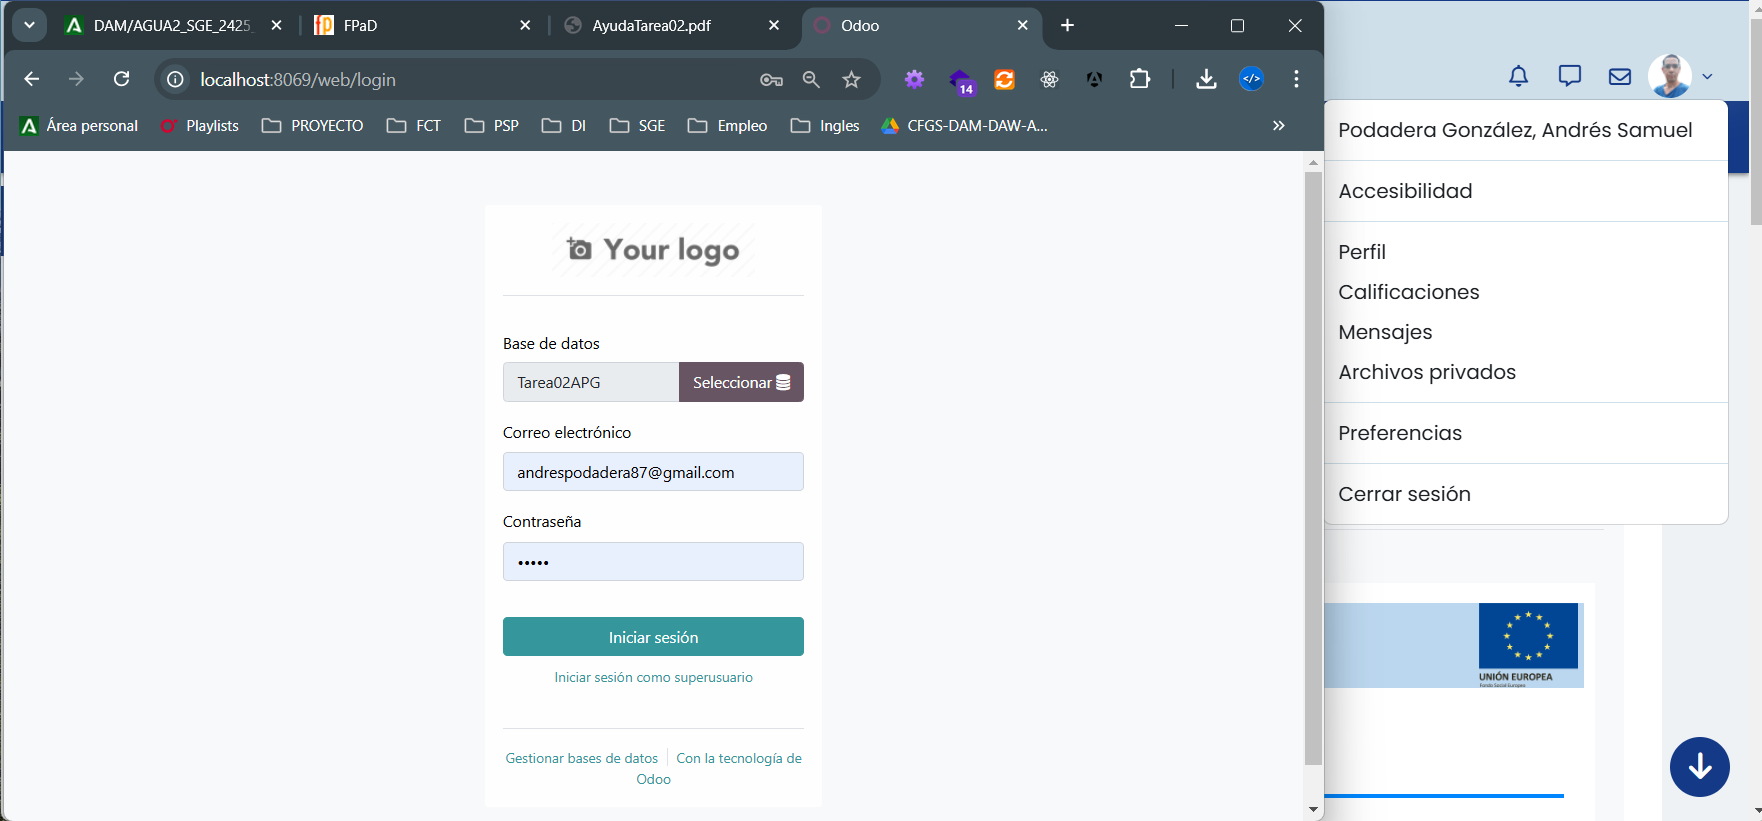 DAM/AGUA2_SGE_2425_
FPaD
AyudaTarea02.pdf
Odoo
localhost:8069/web/login
14
Área personal
Playlists
PROYECTO
FCT
PSP
DI
SGE
Empleo
Ingles
CFGS-DAM-DAW-A...
Your logo
Base de datos
Tarea02APG
Seleccionar
Correo electrónico
andrespodadera87@gmail.com
Contraseña
•••••
Iniciar sesión
Iniciar sesión como superusuario
Gestionar bases de datos
Con la tecnología de
Odoo
Podadera González, Andrés Samuel
Accesibilidad
Perfil
Calificaciones
Mensajes
Archivos privados
Preferencias
Cerrar sesión
UNIÓN EUROPEA
Fondo Social Europeo